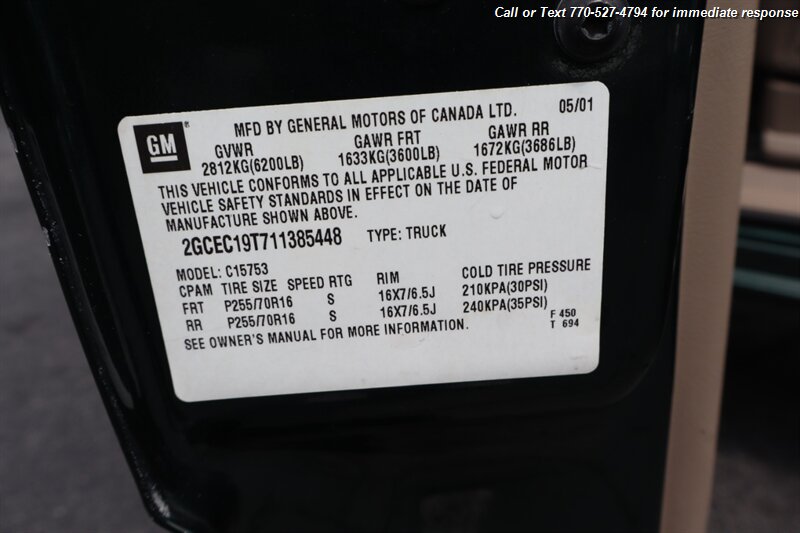 Call or Text 770-527-4794 for immediate response
GM ®
MFD BY GENERAL MOTORS OF CANADA LTD. 05/01
GVWR GAWR FRT GAWR RR
2812KG(6200LB) 1633KG(3600LB) 1672KG(3686LB)
THIS VEHICLE CONFORMS TO ALL APPLICABLE U.S. FEDERAL MOTOR
VEHICLE SAFETY STANDARDS IN EFFECT ON THE DATE OF
MANUFACTURE SHOWN ABOVE.
2GCEC19T711385448 TYPE: TRUCK
MODEL: C15753
CPAM TIRE SIZE SPEED RTG RIM COLD TIRE PRESSURE
FRT P255/70R16 S 16X7/6.5J 210KPA(30PSI)
RR P255/70R16 S 16X7/6.5J 240KPA(35PSI)
SEE OWNER'S MANUAL FOR MORE INFORMATION.
F 450
T 694